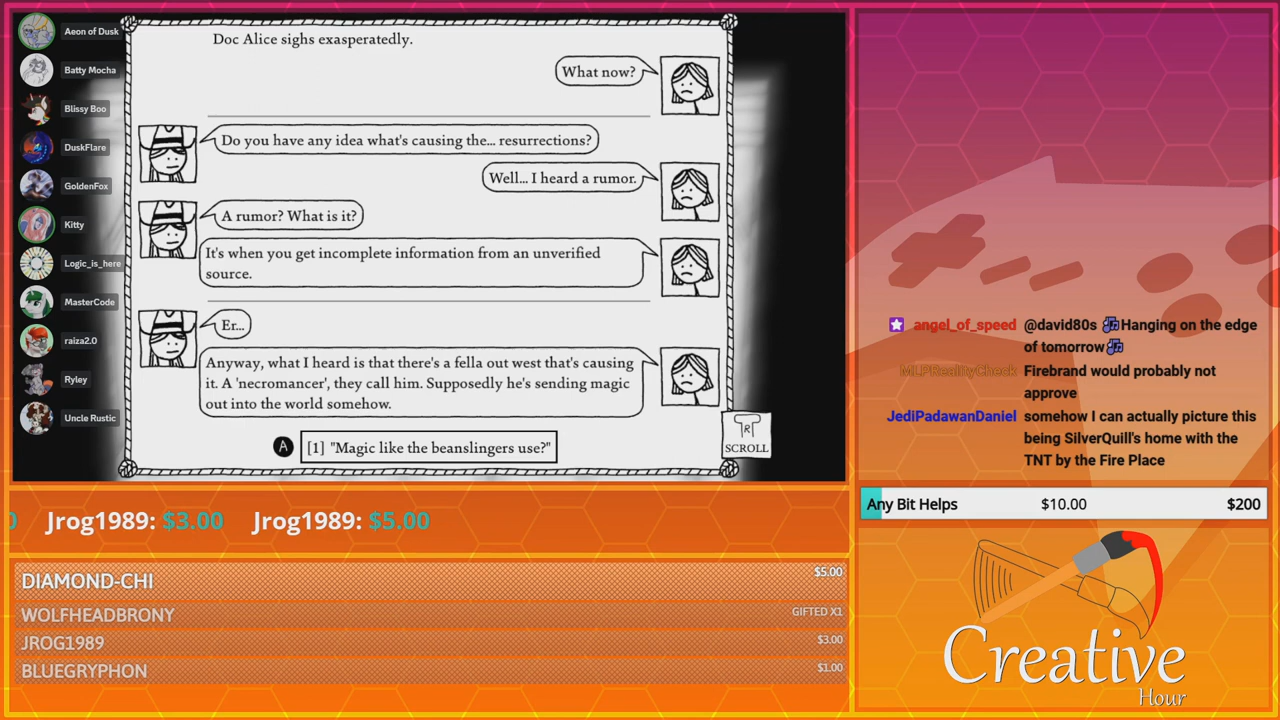 Aeon of Dusk
Batty Mocha
Blissy Boo
DuskFlare
GoldenFox
Kitty
Logic_is_here
MasterCode
raiza2.0
Ryley
Uncle Rustic
Doc Alice sighs exasperatedly.
What now?
Do you have any idea what's causing the... resurrections?
Well... I heard a rumor.
A rumor? What is it?
It's when you get incomplete information from an unverified
source.
Er...
Anyway, what I heard is that there's a fella out west that's causing
it. A 'necromancer', they call him. Supposedly he's sending magic
out into the world somehow.
A [1] "Magic like the beanslingers use?"
R
SCROLL
angel_of_speed @david80s Hanging on the edge
of tomorrow
MLPRealityCheck Firebrand would probably not
approve
JediPadawanDaniel somehow I can actually picture this
being SilverQuill's home with the
TNT by the Fire Place
Any Bit Helps $10.00 $200
0 Jrog1989: $3.00 Jrog1989: $5.00
DIAMOND-CHI $5.00
WOLFHEADBRONY GIFTED X1
JROG1989 $3.00
BLUEGRYPHON $1.00
Creative
Hour